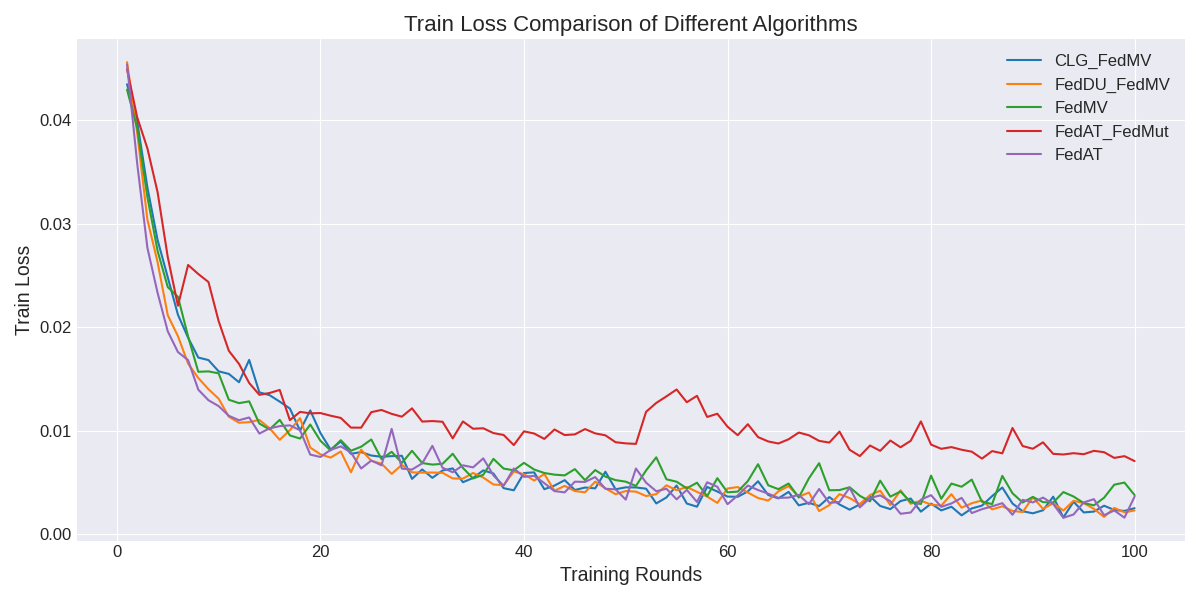 Train Loss Comparison of Different Algorithms
CLG_FedMV
FedDU_FedMV
FedMV
FedAT_FedMut
FedAT
Train Loss
0.04
0.03
0.02
0.01
0.00
0 20 40 60 80 100
Training Rounds